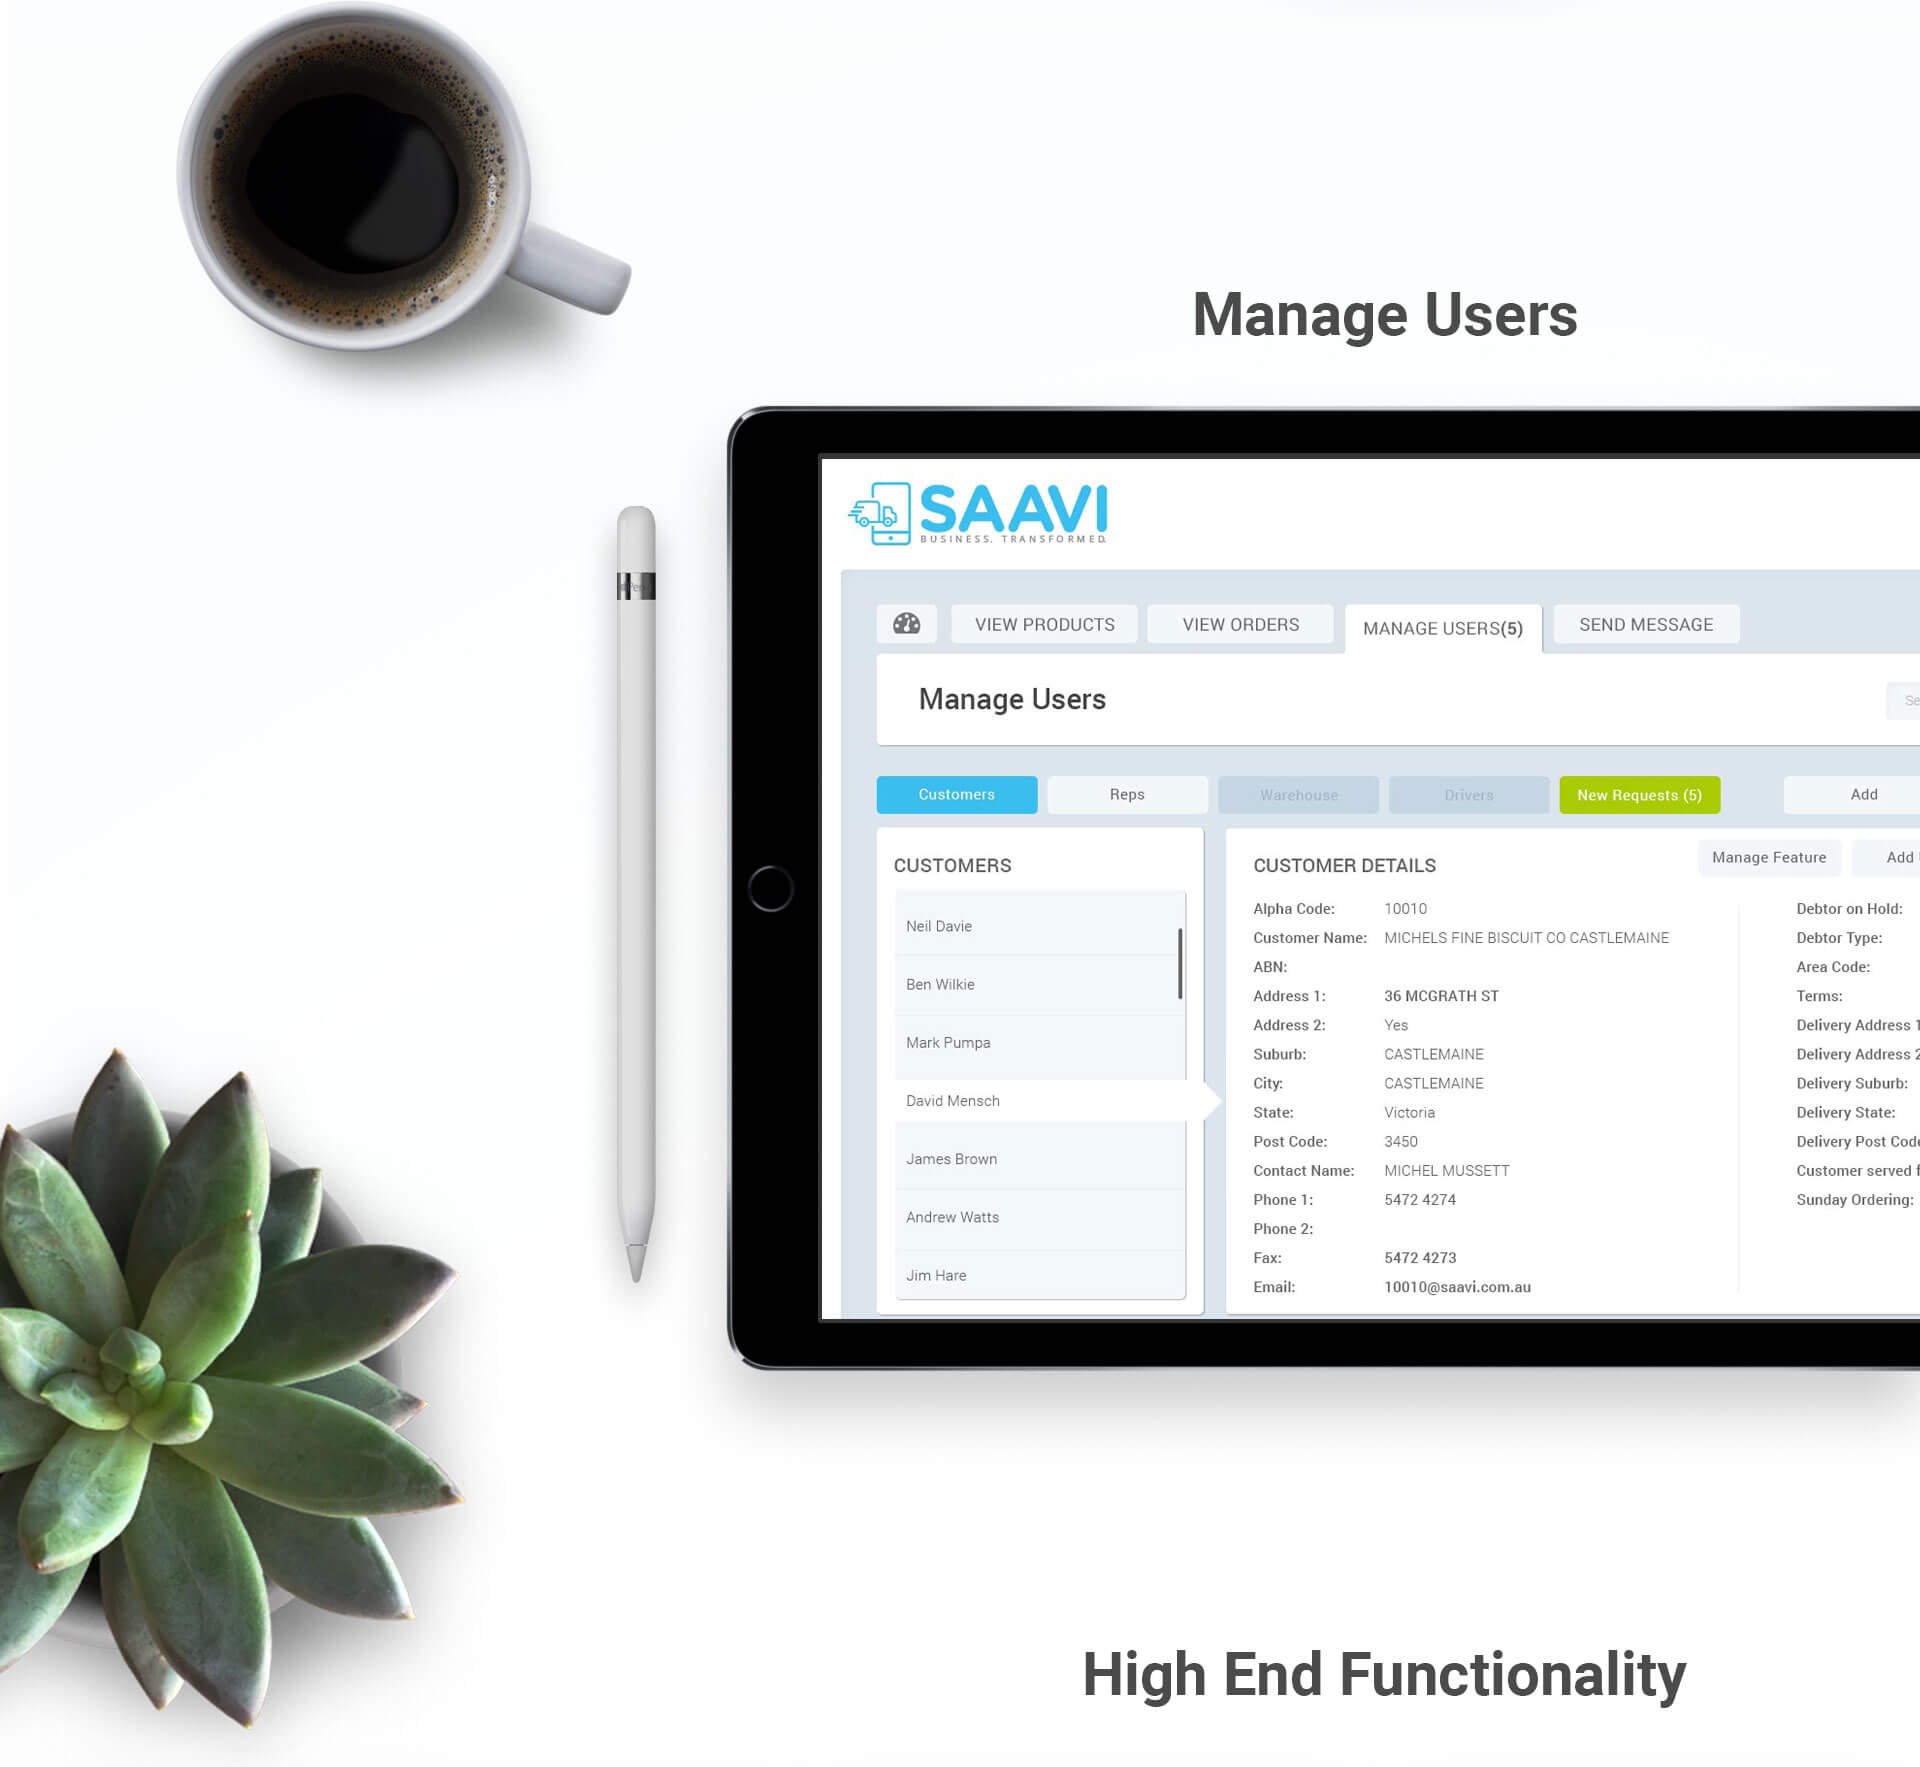 Manage Users
SAAVI
BUSINESS. TRANSFORMED.
VIEW PRODUCTS
VIEW ORDERS
MANAGE USERS(5)
SEND MESSAGE
Manage Users
Customers
Reps
Warehouse
Drivers
New Requests (5)
Add
CUSTOMERS
Neil Davie
Ben Wilkie
Mark Pumpa
David Mensch
James Brown
Andrew Watts
Jim Hare
CUSTOMER DETAILS
Manage Feature
Add
Alpha Code: 10010
Customer Name: MICHELS FINE BISCUIT CO CASTLEMAINE
ABN:
Address 1: 36 MCGRATH ST
Address 2: Yes
Suburb: CASTLEMAINE
City: CASTLEMAINE
State: Victoria
Post Code: 3450
Contact Name: MICHEL MUSSETT
Phone 1: 5472 4274
Phone 2:
Fax: 5472 4273
Email: 10010@saavi.com.au
Debtor on Hold:
Debtor Type:
Area Code:
Terms:
Delivery Address 1
Delivery Address 2
Delivery Suburb:
Delivery State:
Delivery Post Code
Customer served
Sunday Ordering:
High End Functionality